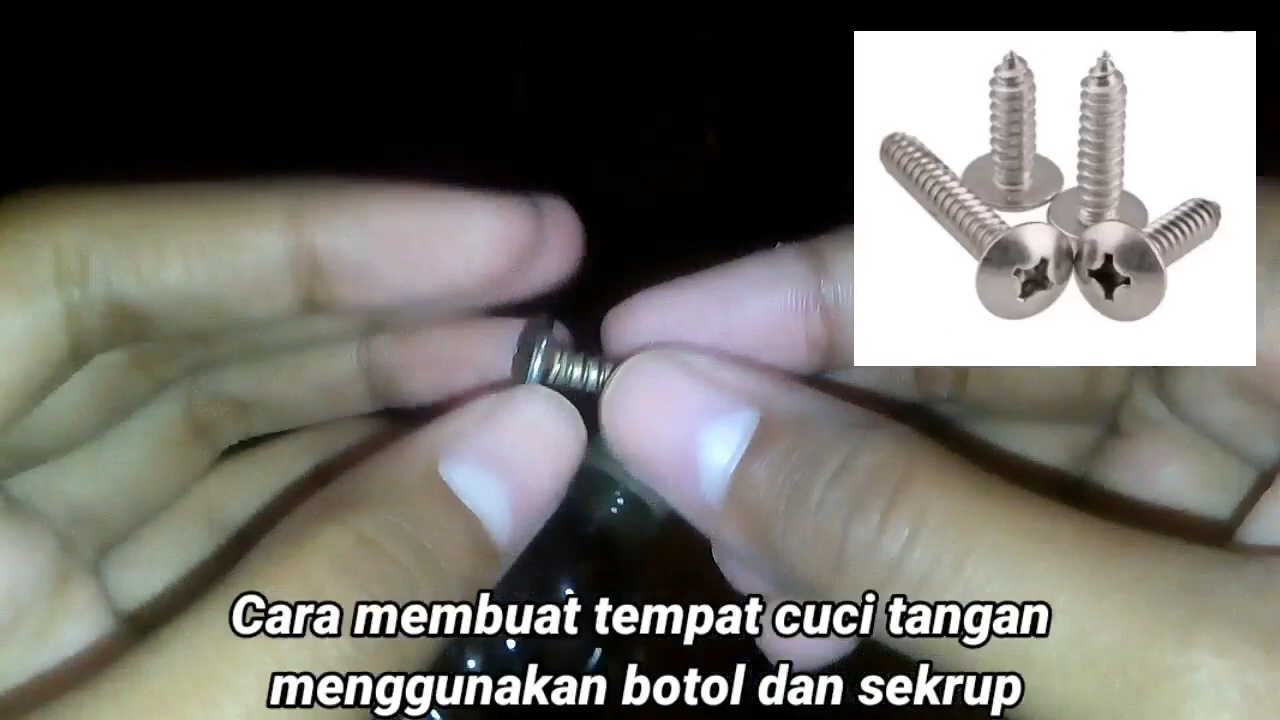 Cara membuat tempat cuci tangan
menggunakan botol dan sekrup